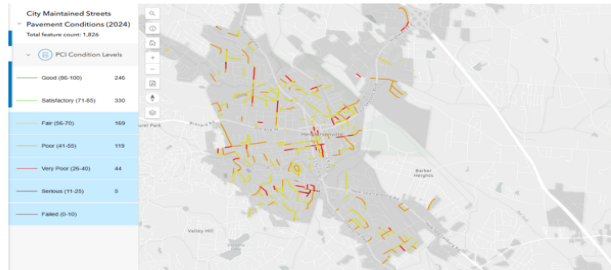 City Maintained Streets
Pavement Conditions (2024)
Total feature count: 1,826
PCI Condition Levels
Good (86-100) 246
Satisfactory (71-85) 330
Fair (56-70) 169
Poor (41-55) 119
Very Poor (26-40) 44
Serious (11-25) 5
Failed (0-10)
Hendersonville
Barker
Heights
Valley Hill